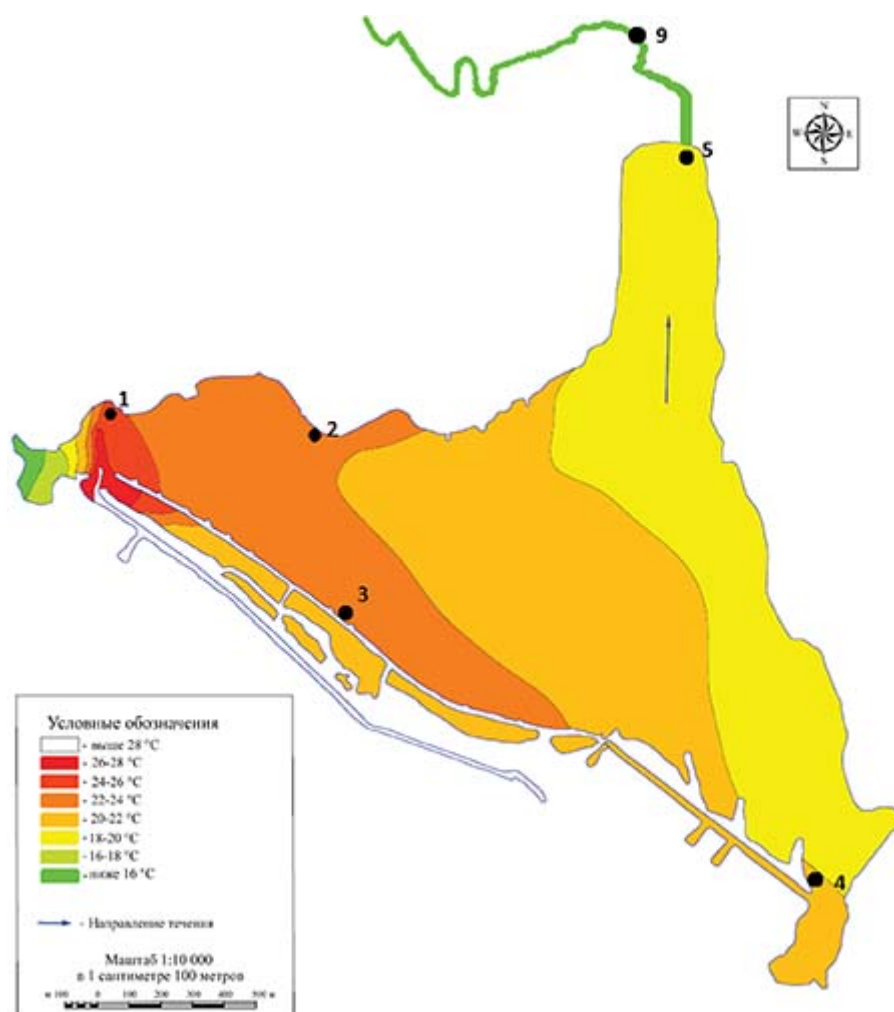 9
N
W E
S
5
1
2
3
4
Условные обозначения
- выше 28 °C
- 26-28 °C
- 24-26 °C
- 22-24 °C
- 20-22 °C
- 18-20 °C
- 16-18 °C
- ниже 16 °C
- Направление течения
Маштаб 1:10 000
в 1 сантиметре 100 метров
м 100 0 100 200 300 400 500 м